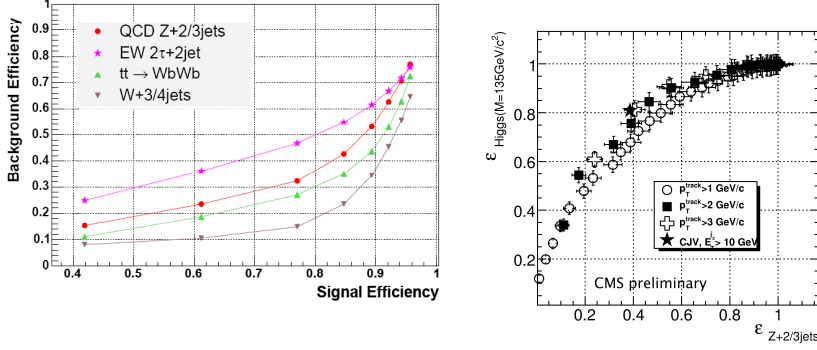 Background Efficiency
1
0.9
0.8
0.7
0.6
0.5
0.4
0.3
0.2
0.1
0
QCD Z+2/3jets
EW 2τ+2jet
tt → WbWb
W+3/4jets
0.4 0.5 0.6 0.7 0.8 0.9 1
Signal Efficiency
ε Higgs(M=135GeV/c²)
1
0.8
0.6
0.4
0.2
p_T^track>1 GeV/c
p_T^track>2 GeV/c
p_T^track>3 GeV/c
CJV, E_T^j> 10 GeV
CMS preliminary
0.2 0.4 0.6 0.8 1
ε Z+2/3jets